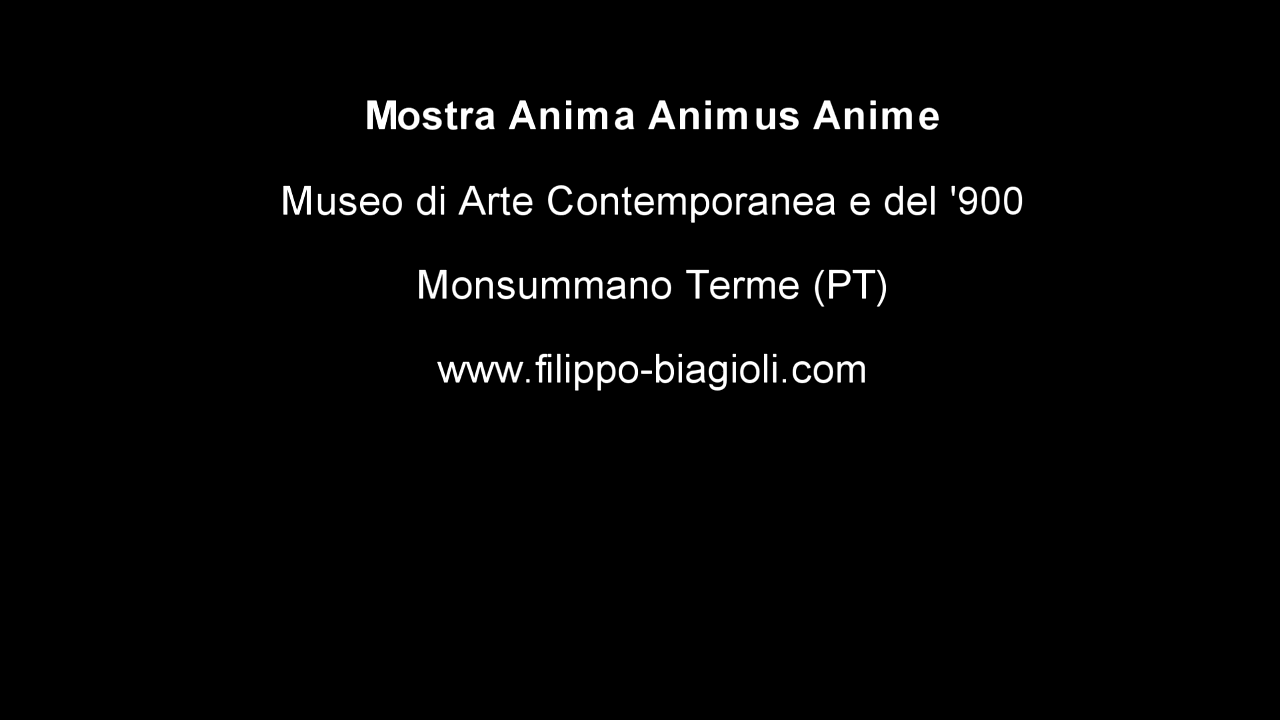 Mostra Anima Animus Anime
Museo di Arte Contemporanea e del '900
Monsummano Terme (PT)
www.filippo-biagioli.com